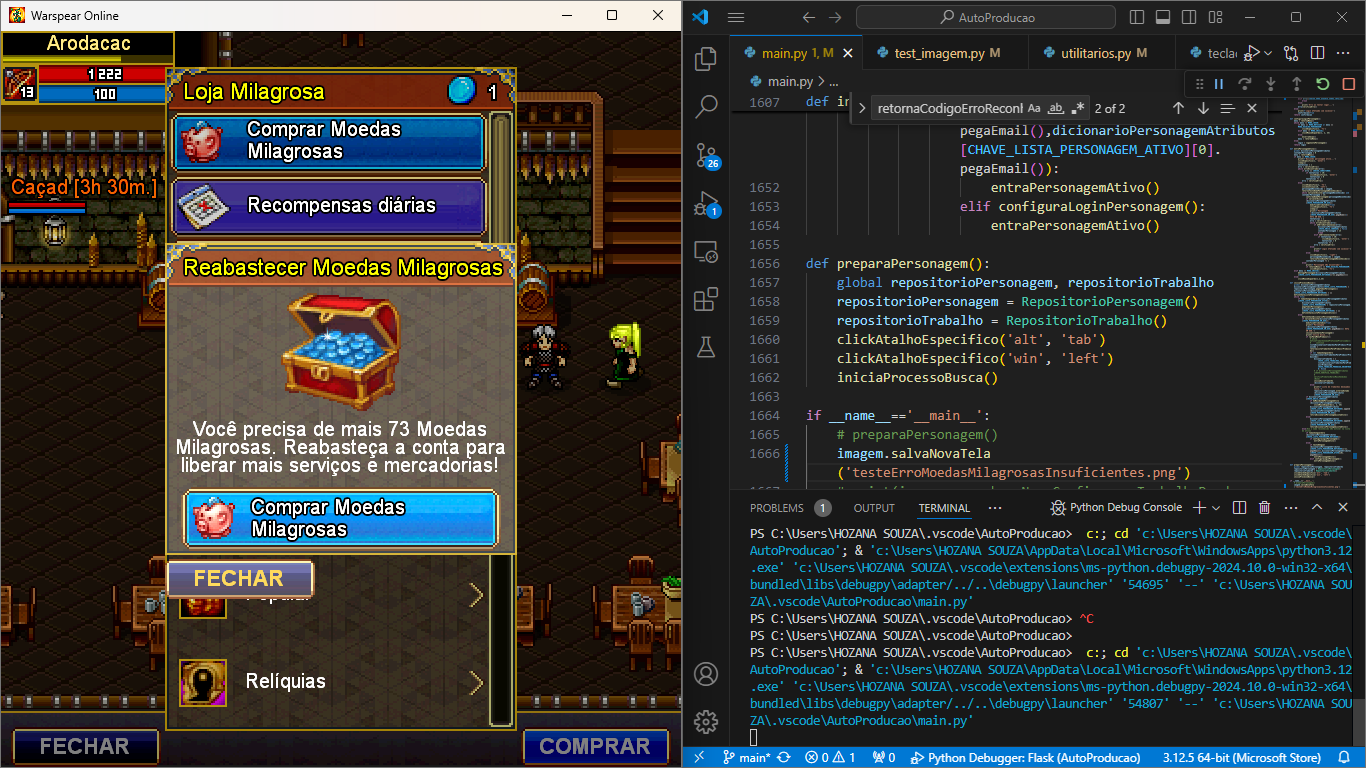 Warspear Online
Arodacac
1 222
13
100
Loja Milagrosa
1
Comprar Moedas
Milagrosas
Caçad [3h 30m.]
Recompensas diárias
Reabastecer Moedas Milagrosas
Você precisa de mais 73 Moedas
Milagrosas. Reabasteça a conta para
liberar mais serviços e mercadorias!
Comprar Moedas
Milagrosas
FECHAR
Relíquias
FECHAR
COMPRAR
AutoProducao
main.py 1, M
test_imagem.py M
utilitarios.py M
tecla
main.py > ...
1607 def in
retornaCodigoErroReconl
Aa ab, .*
2 of 2
pegaEmail(),dicionarioPersonagemAtributos
[CHAVE_LISTA_PERSONAGEM_ATIVO][0].
pegaEmail()):
1652 entraPersonagemAtivo()
1653 elif configuraLoginPersonagem():
1654 entraPersonagemAtivo()
1655
1656 def preparaPersonagem():
1657 global repositorioPersonagem, repositorioTrabalho
1658 repositorioPersonagem = RepositorioPersonagem()
1659 repositorioTrabalho = RepositorioTrabalho()
1660 clickAtalhoEspecifico('alt', 'tab')
1661 clickAtalhoEspecifico('win', 'left')
1662 iniciaProcessoBusca()
1663
1664 if __name__=='__main__':
1665 # preparaPersonagem()
1666 imagem.salvaNovaTela
('testeErroMoedasMilagrosasInsuficientes.png')
26
1
PROBLEMS 1 OUTPUT TERMINAL ... Python Debug Console
PS C:\Users\HOZANA SOUZA\.vscode\AutoProducao> c:; cd 'c:\Users\HOZANA SOUZA\.vscode\
AutoProducao'; & 'c:\Users\HOZANA SOUZA\AppData\Local\Microsoft\WindowsApps\python3.12
.exe' 'c:\Users\HOZANA SOUZA\.vscode\extensions\ms-python.debugpy-2024.10.0-win32-x64\
bundled\libs\debugpy\adapter/../..\debugpy\launcher' '54695' '--' 'c:\Users\HOZANA SOU
ZA\.vscode\AutoProducao\main.py'
PS C:\Users\HOZANA SOUZA\.vscode\AutoProducao> ^C
PS C:\Users\HOZANA SOUZA\.vscode\AutoProducao>
PS C:\Users\HOZANA SOUZA\.vscode\AutoProducao> c:; cd 'c:\Users\HOZANA SOUZA\.vscode\
AutoProducao'; & 'c:\Users\HOZANA SOUZA\AppData\Local\Microsoft\WindowsApps\python3.12
.exe' 'c:\Users\HOZANA SOUZA\.vscode\extensions\ms-python.debugpy-2024.10.0-win32-x64\
bundled\libs\debugpy\adapter/../..\debugpy\launcher' '54807' '--' 'c:\Users\HOZANA SOU
ZA\.vscode\AutoProducao\main.py'
main* 0 1 0 Python Debugger: Flask (AutoProducao) 3.12.5 64-bit (Microsoft Store)